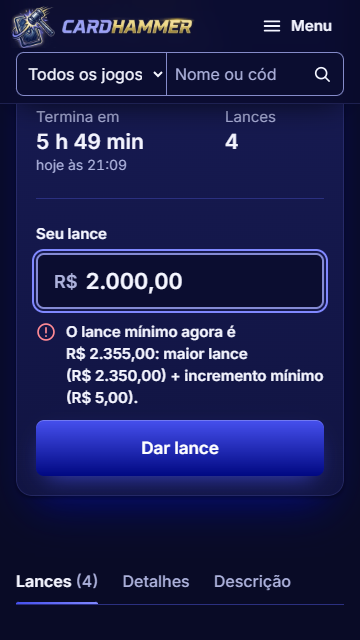 CARDHAMMER
Menu
Todos os jogos
Nome ou cód
Termina em
Lances
5 h 49 min
4
hoje às 21:09
Seu lance
R$ 2.000,00
O lance mínimo agora é
R$ 2.355,00: maior lance
(R$ 2.350,00) + incremento mínimo
(R$ 5,00).
Dar lance
Lances (4)
Detalhes
Descrição